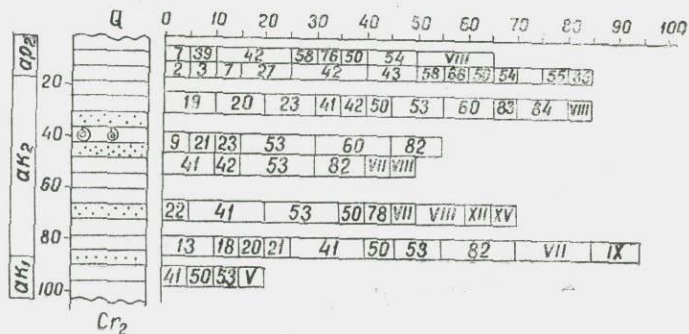 Q 0 10 20 30 40 50 60 70 80 90 100
ap₂
7 39 42 58 76 50 54 VIII
2 3 7 27 42 43 58 66 50 54 55 83
20
19 20 23 41 42 50 53 60 83 84 VIII
ак₂
40
9 21 23 53 60 82
41 42 53 82 VII VIII
60
22 41 53 50 78 VII VIII XII XV
80
13 18 20 21 41 50 53 82 VII IX
ак₁
100
41 50 53 V
Cr₂